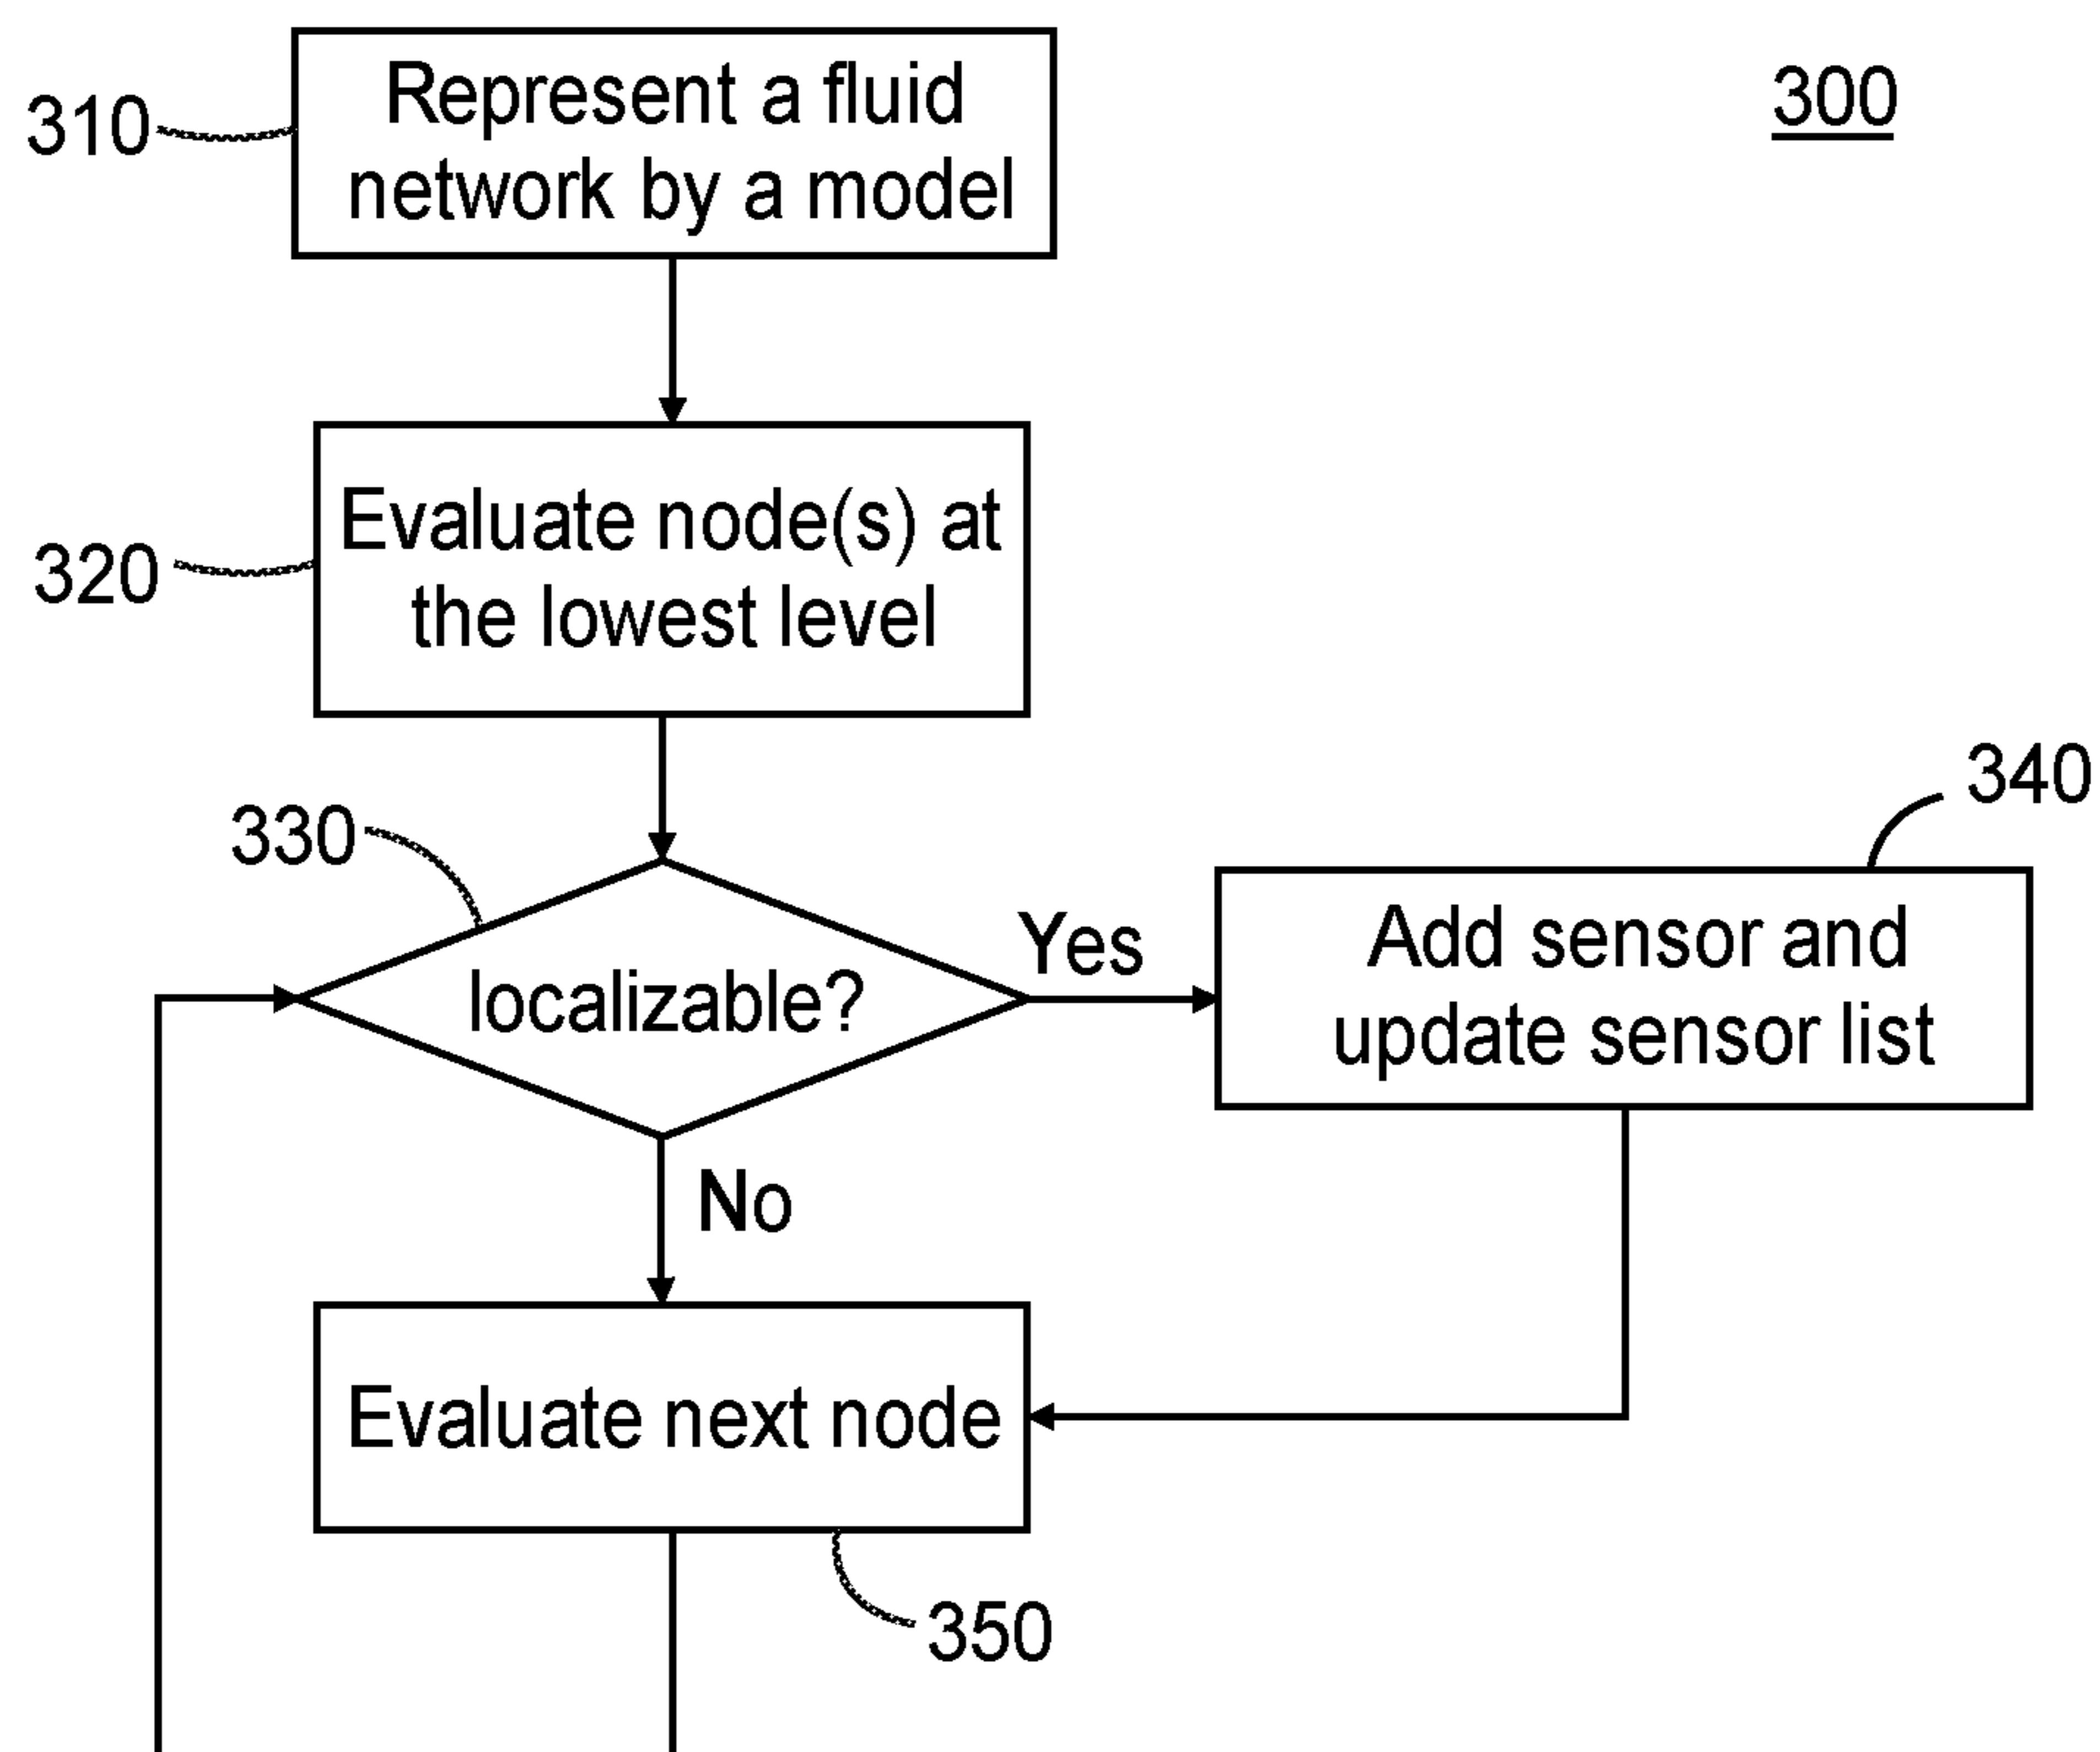 300
310
Represent a fluid
network by a model
320
Evaluate node(s) at
the lowest level
330
localizable?
Yes
340
Add sensor and
update sensor list
No
Evaluate next node
350